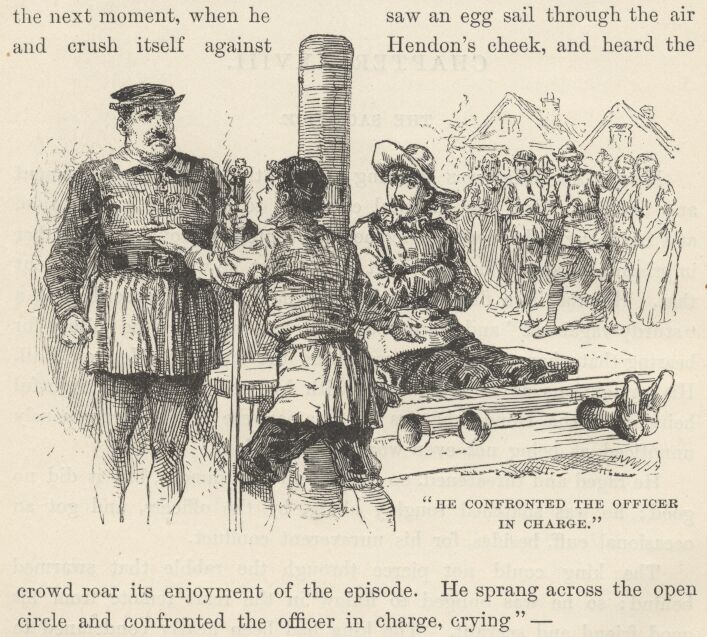 the next moment, when he saw an egg sail through the air
and crush itself against Hendon's cheek, and heard the
"HE CONFRONTED THE OFFICER
IN CHARGE."
crowd roar its enjoyment of the episode. He sprang across the open
circle and confronted the officer in charge, crying"—